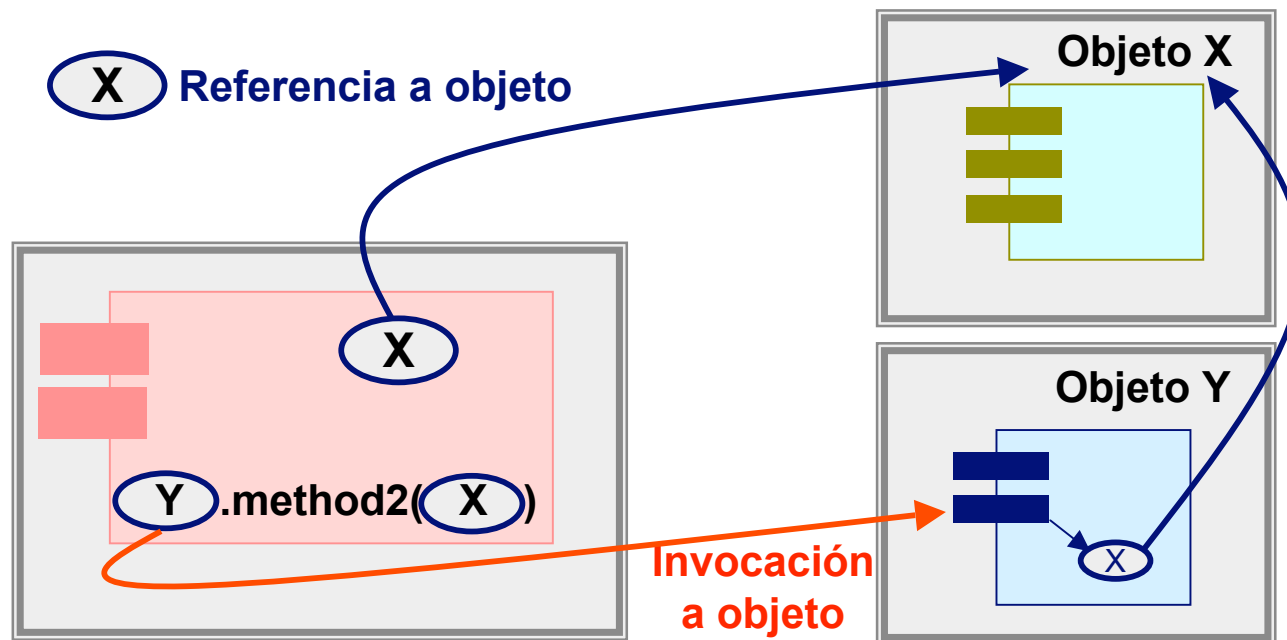 X Referencia a objeto
Objeto X
X
Objeto Y
Y .method2( X )
X
Invocación
a objeto